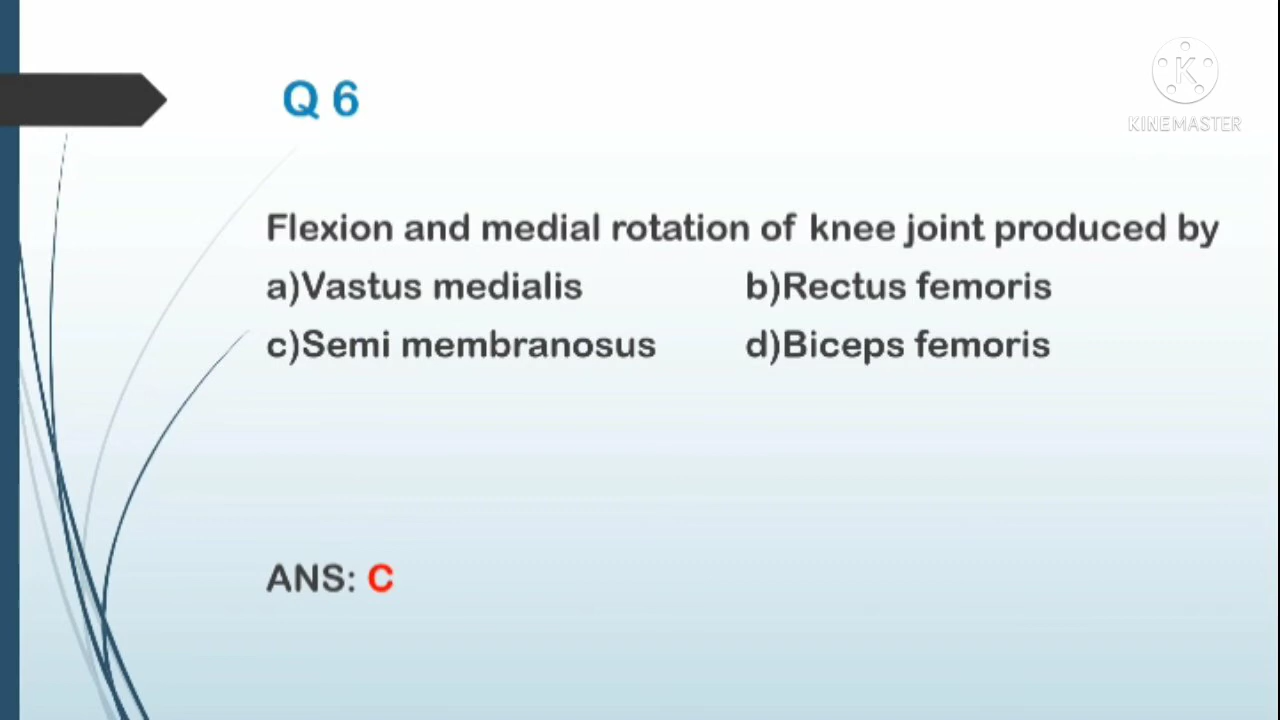 Q 6
KINEMASTER
Flexion and medial rotation of knee joint produced by
a)Vastus medialis b)Rectus femoris
c)Semi membranosus d)Biceps femoris
ANS: C